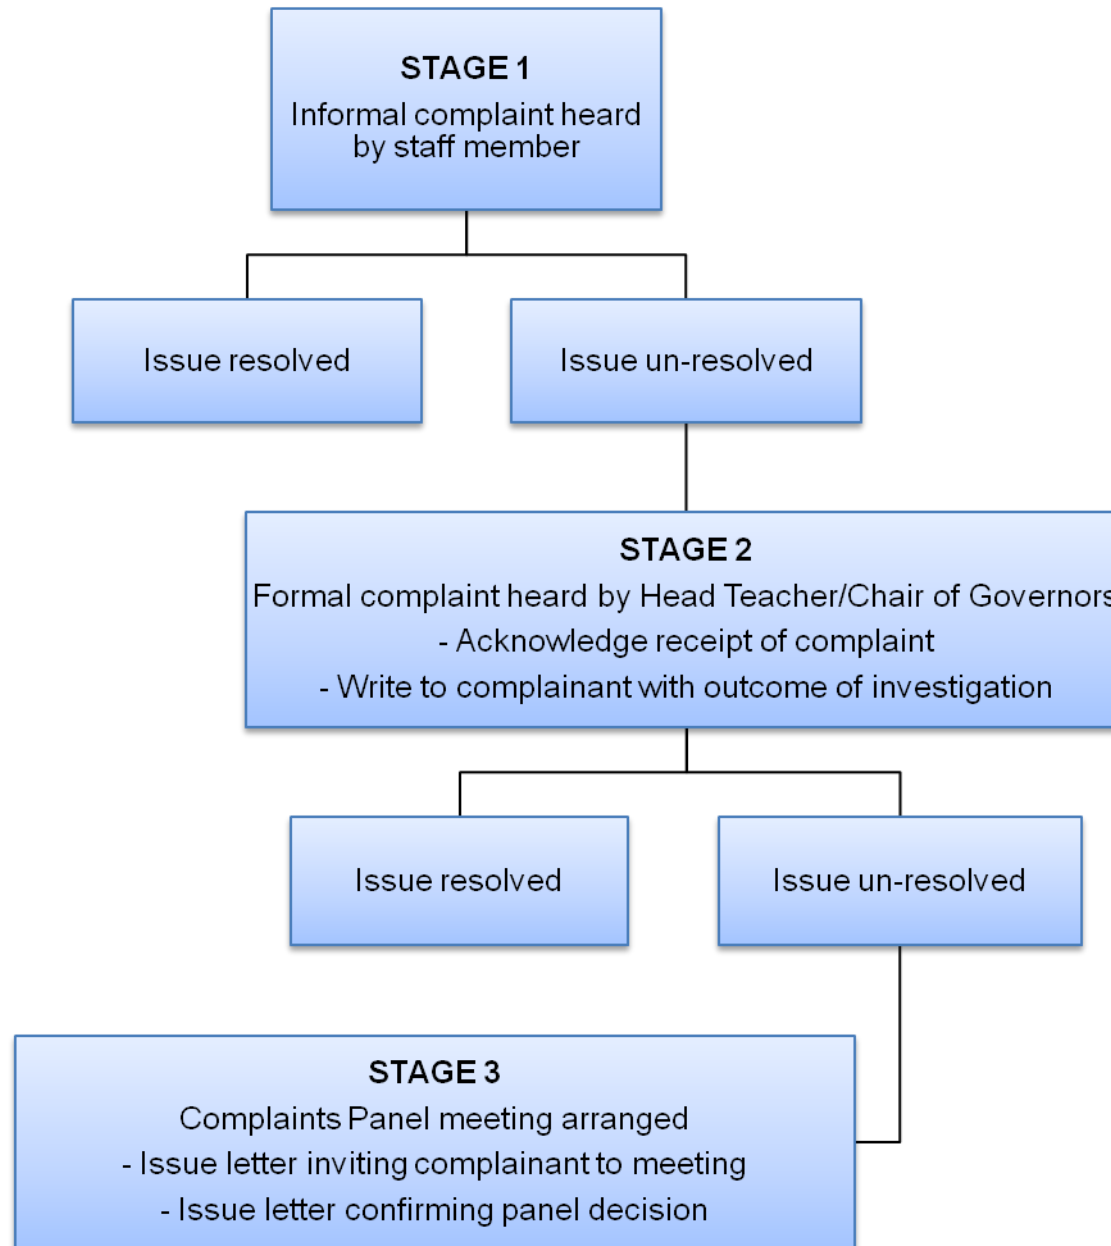 STAGE 1
Informal complaint heard
by staff member
Issue resolved
Issue un-resolved
STAGE 2
Formal complaint heard by Head Teacher/Chair of Governors
- Acknowledge receipt of complaint
- Write to complainant with outcome of investigation
Issue resolved
Issue un-resolved
STAGE 3
Complaints Panel meeting arranged
- Issue letter inviting complainant to meeting
- Issue letter confirming panel decision